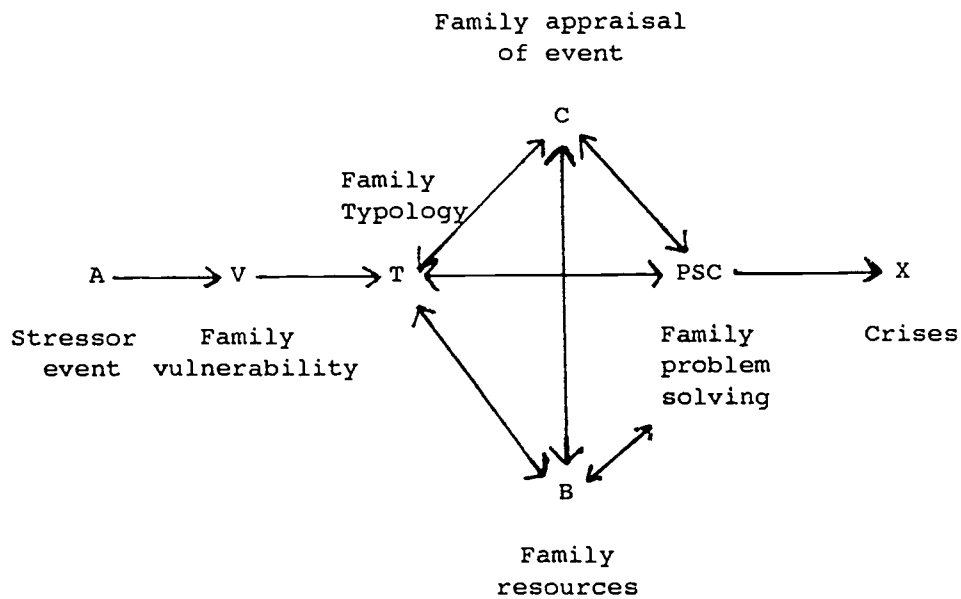 Family appraisal
of event
C
Family
Typology
A V T PSC X
Stressor
event
Family
vulnerability
Family
problem
solving
Crises
B
Family
resources